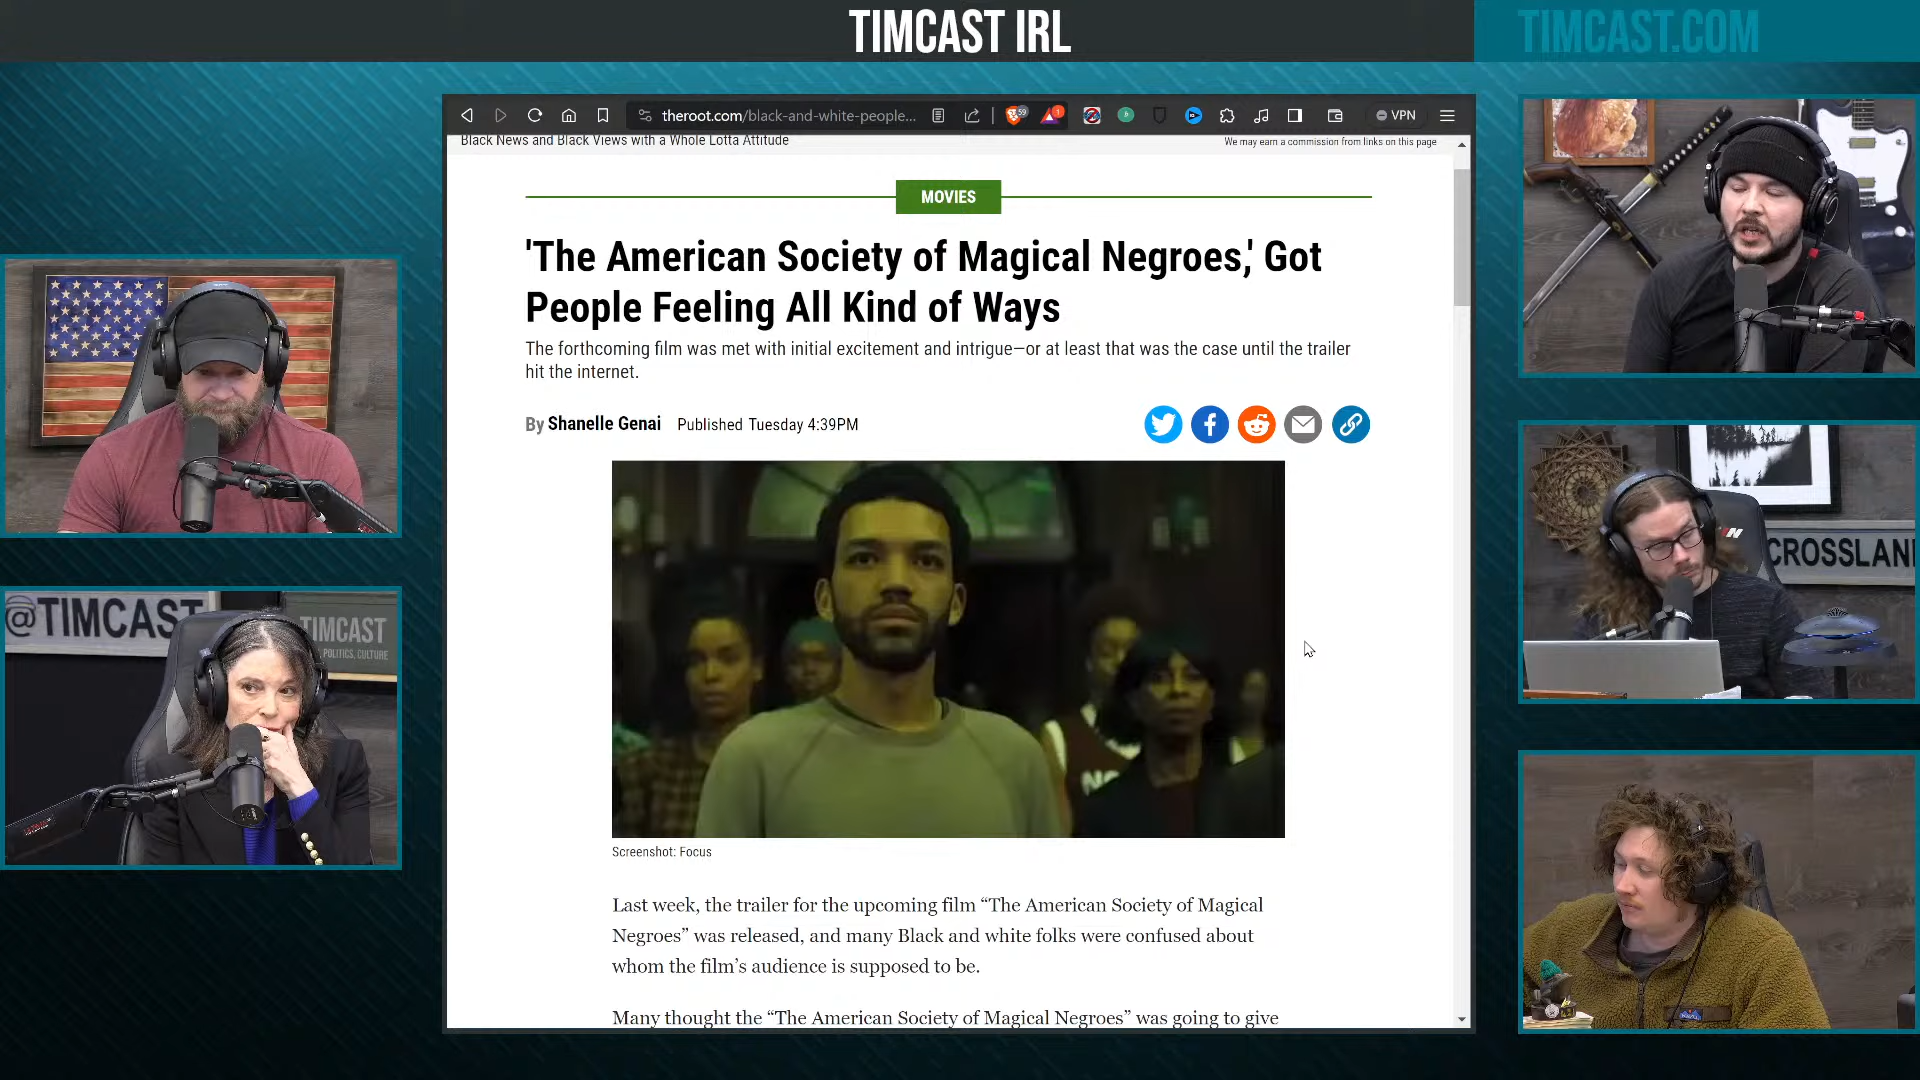 TIMCAST IRL
TIMCAST.COM
theroot.com/black-and-white-people...
59
1
VPN
Black News and Black Views with a Whole Lotta Attitude
We may earn a commission from links on this page
MOVIES
'The American Society of Magical Negroes,' Got
People Feeling All Kind of Ways
The forthcoming film was met with initial excitement and intrigue—or at least that was the case until the trailer
hit the internet.
By Shanelle Genai Published Tuesday 4:39PM
Screenshot: Focus
Last week, the trailer for the upcoming film “The American Society of Magical
Negroes” was released, and many Black and white folks were confused about
whom the film’s audience is supposed to be.
Many thought the “The American Society of Magical Negroes” was going to give
@TIMCAST
TIMCAST
POLITICS, CULTURE
CROSSLAN